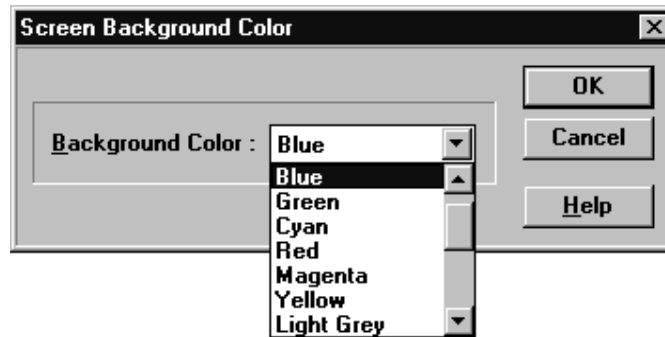 Screen Background Color
OK
Background Color : Blue
Cancel
Blue
Green
Help
Cyan
Red
Magenta
Yellow
Light Grey